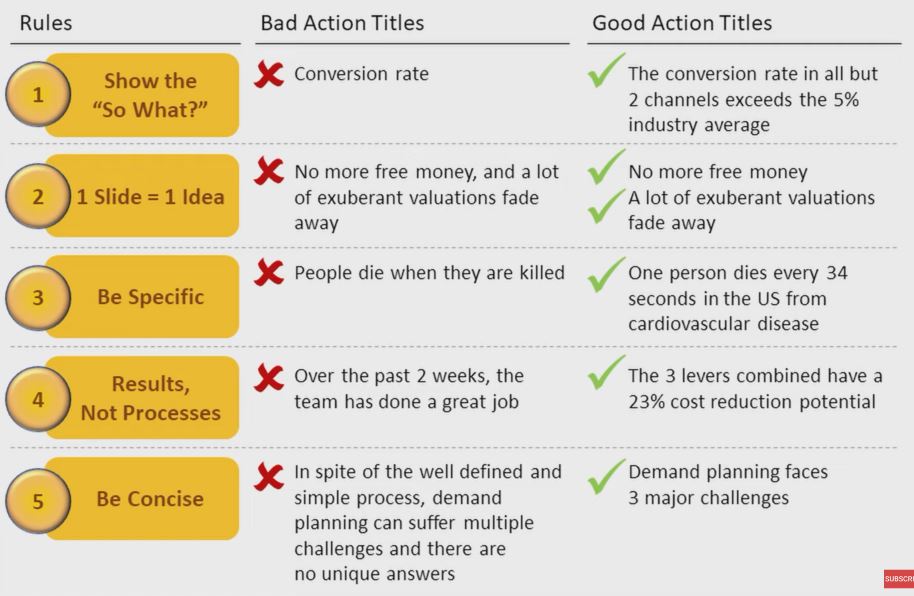 Rules
Bad Action Titles
Good Action Titles
1
Show the
“So What?”
Conversion rate
The conversion rate in all but
2 channels exceeds the 5%
industry average
2
1 Slide = 1 Idea
No more free money, and a lot
of exuberant valuations fade
away
No more free money
A lot of exuberant valuations
fade away
3
Be Specific
People die when they are killed
One person dies every 34
seconds in the US from
cardiovascular disease
4
Results,
Not Processes
Over the past 2 weeks, the
team has done a great job
The 3 levers combined have a
23% cost reduction potential
5
Be Concise
In spite of the well defined and
simple process, demand
planning can suffer multiple
challenges and there are
no unique answers
Demand planning faces
3 major challenges
SUBSCRI